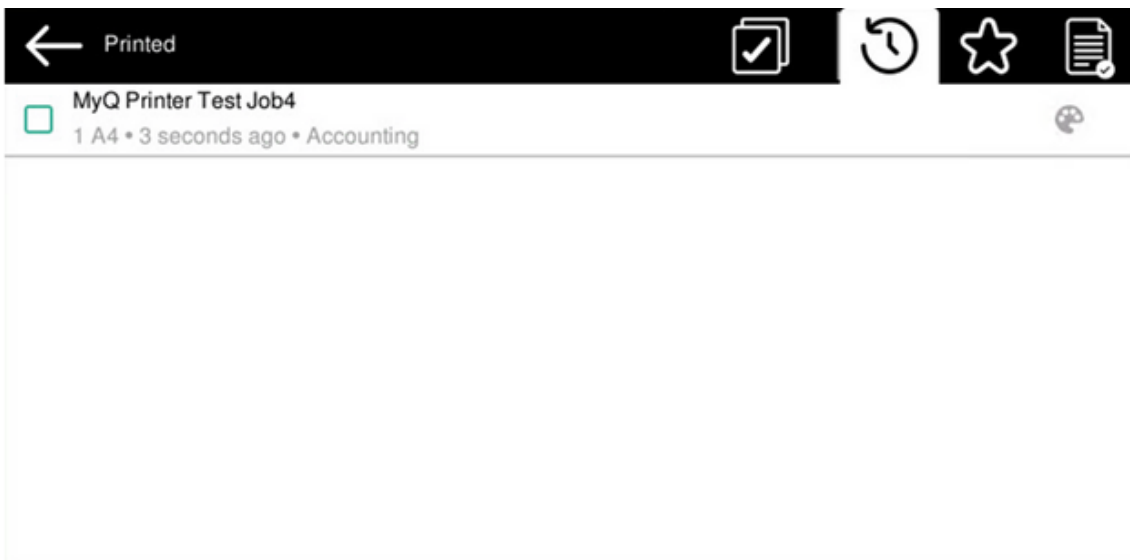 Printed
MyQ Printer Test Job4
1 A4 • 3 seconds ago • Accounting